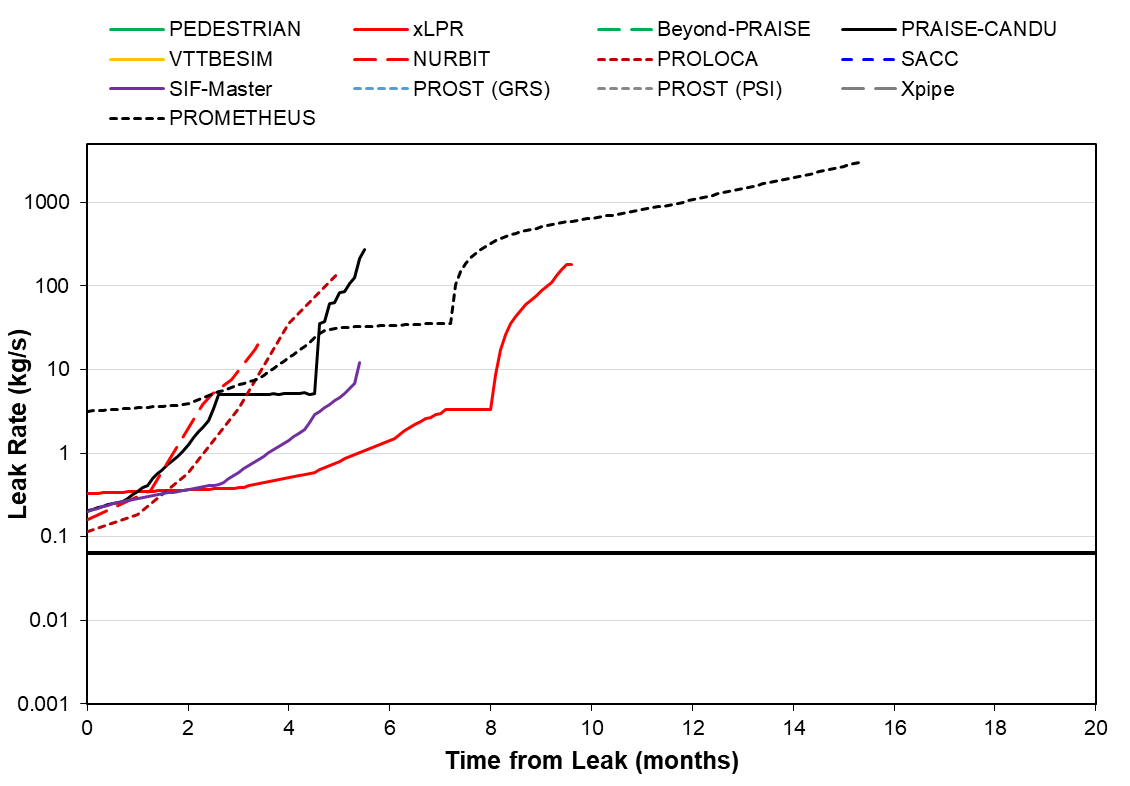 PEDESTRIAN xLPR Beyond-PRAISE PRAISE-CANDU
VTTBESIM NURBIT PROLOCA SACC
SIF-Master PROST (GRS) PROST (PSI) Xpipe
PROMETHEUS
1000
100
10
1
0.1
0.01
0.001
Leak Rate (kg/s)
0 2 4 6 8 10 12 14 16 18 20
Time from Leak (months)